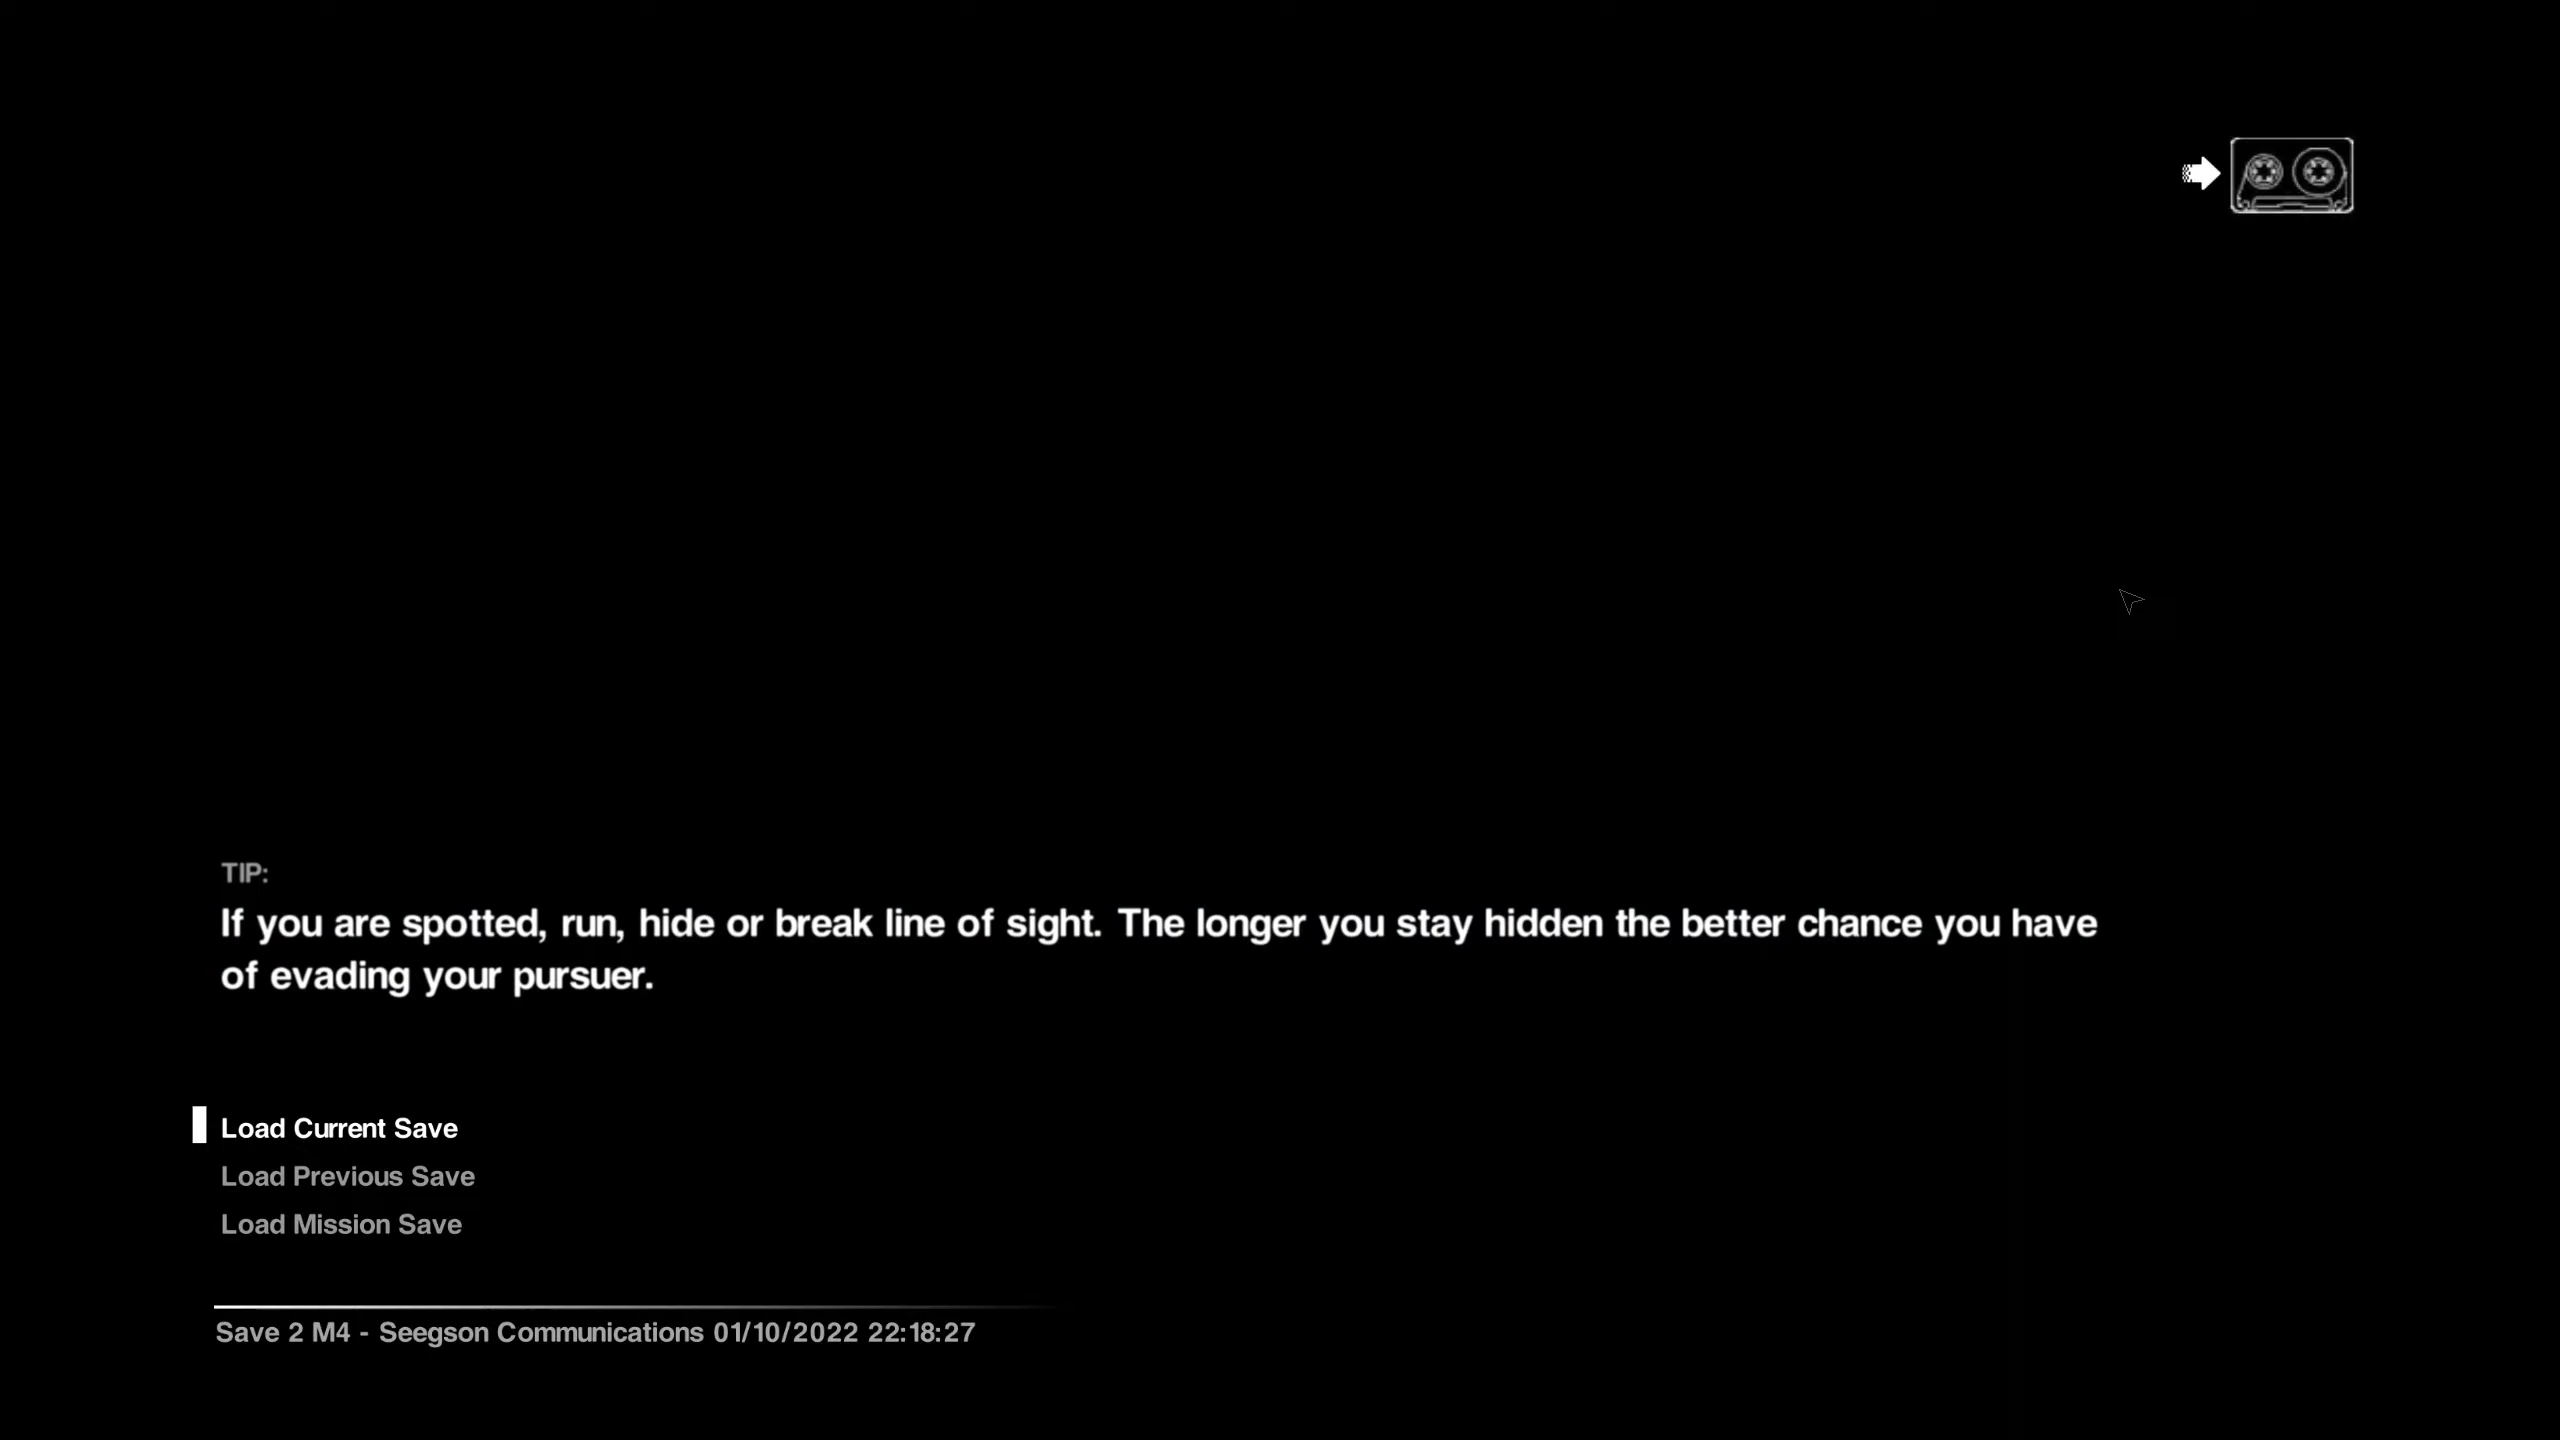 TIP:
If you are spotted, run, hide or break line of sight. The longer you stay hidden the better chance you have
of evading your pursuer.
Load Current Save
Load Previous Save
Load Mission Save
Save 2 M4 - Seegson Communications 01/10/2022 22:18:27